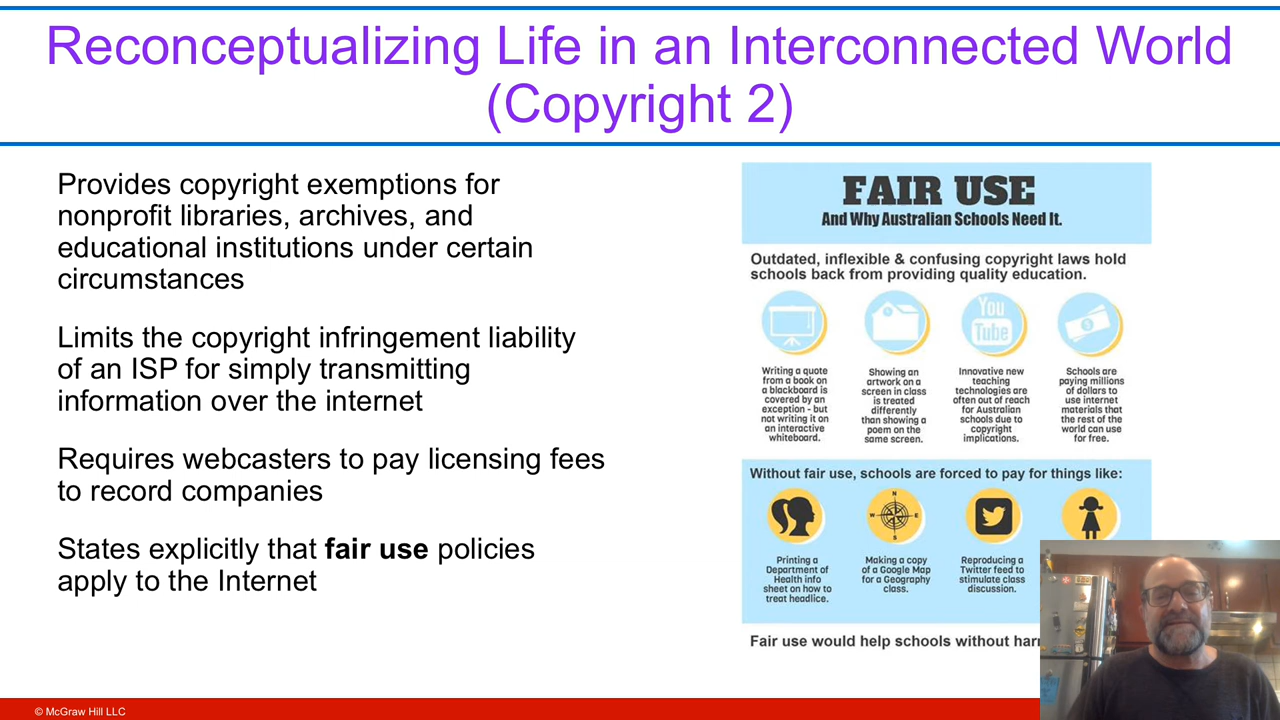 Reconceptualizing Life in an Interconnected World
(Copyright 2)
Provides copyright exemptions for
nonprofit libraries, archives, and
educational institutions under certain
circumstances
Limits the copyright infringement liability
of an ISP for simply transmitting
information over the internet
Requires webcasters to pay licensing fees
to record companies
States explicitly that fair use policies
apply to the Internet
FAIR USE
And Why Australian Schools Need It.
Outdated, inflexible & confusing copyright laws hold
schools back from providing quality education.
You
Tube
Writing a quote
from a book on
a blackboard is
covered by an
exception - but
not writing it on
an interactive
whiteboard.
Showing an
artwork on a
screen in class
is treated
differently
than showing a
poem on the
same screen.
Innovative new
teaching
technologies are
often out of reach
for Australian
schools due to
copyright
implications.
Schools are
paying millions
of dollars to
use internet
materials that
the rest of the
world can use
for free.
Without fair use, schools are forced to pay for things like:
N
W E
S
Printing a
Department of
Health info
sheet on how to
treat headlice.
Making a copy
of a Google Map
for a Geography
class.
Reproducing a
Twitter feed to
stimulate class
discussion.
Fair use would help schools without
© McGraw Hill LLC